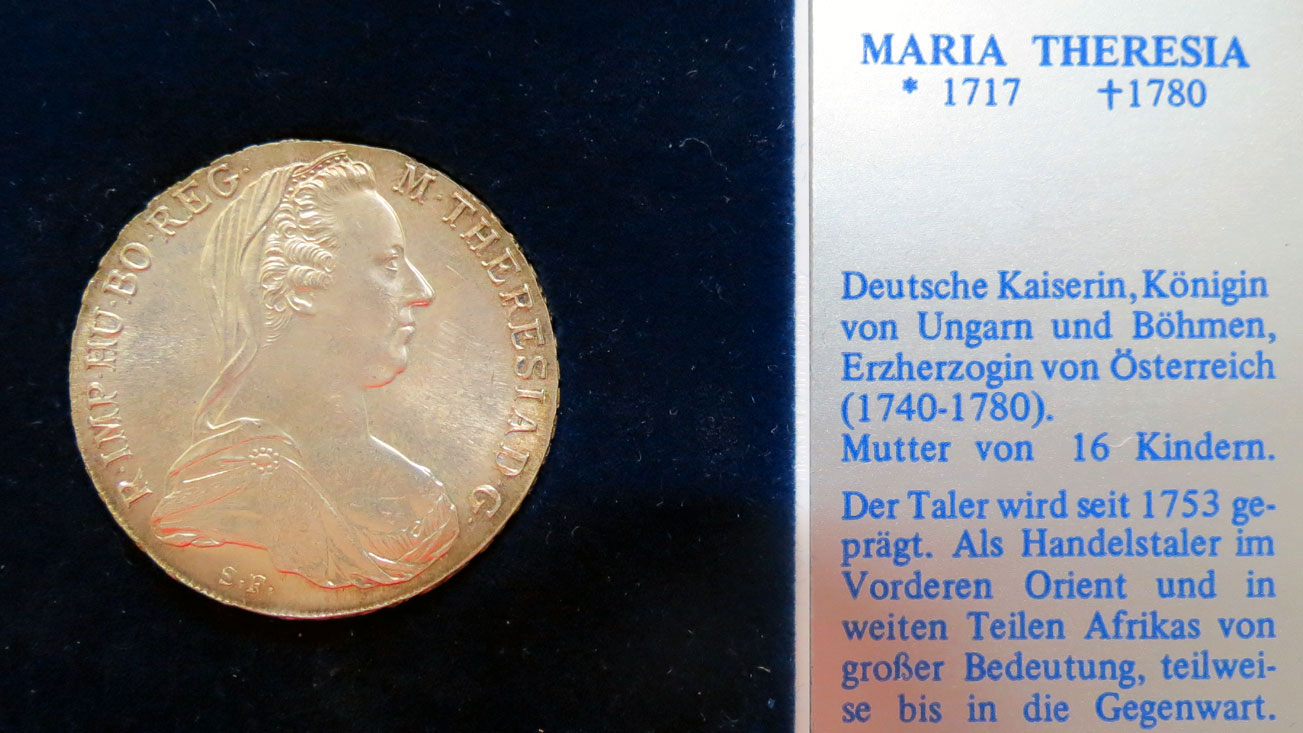 R·IMP·HU·BO·REG·
M·THERESIA·D·G·
S·F·
MARIA THERESIA
* 1717 †1780
Deutsche Kaiserin, Königin
von Ungarn und Böhmen,
Erzherzogin von Österreich
(1740-1780).
Mutter von 16 Kindern.
Der Taler wird seit 1753 ge-
prägt. Als Handelstaler im
Vorderen Orient und in
weiten Teilen Afrikas von
großer Bedeutung, teilwei-
se bis in die Gegenwart.